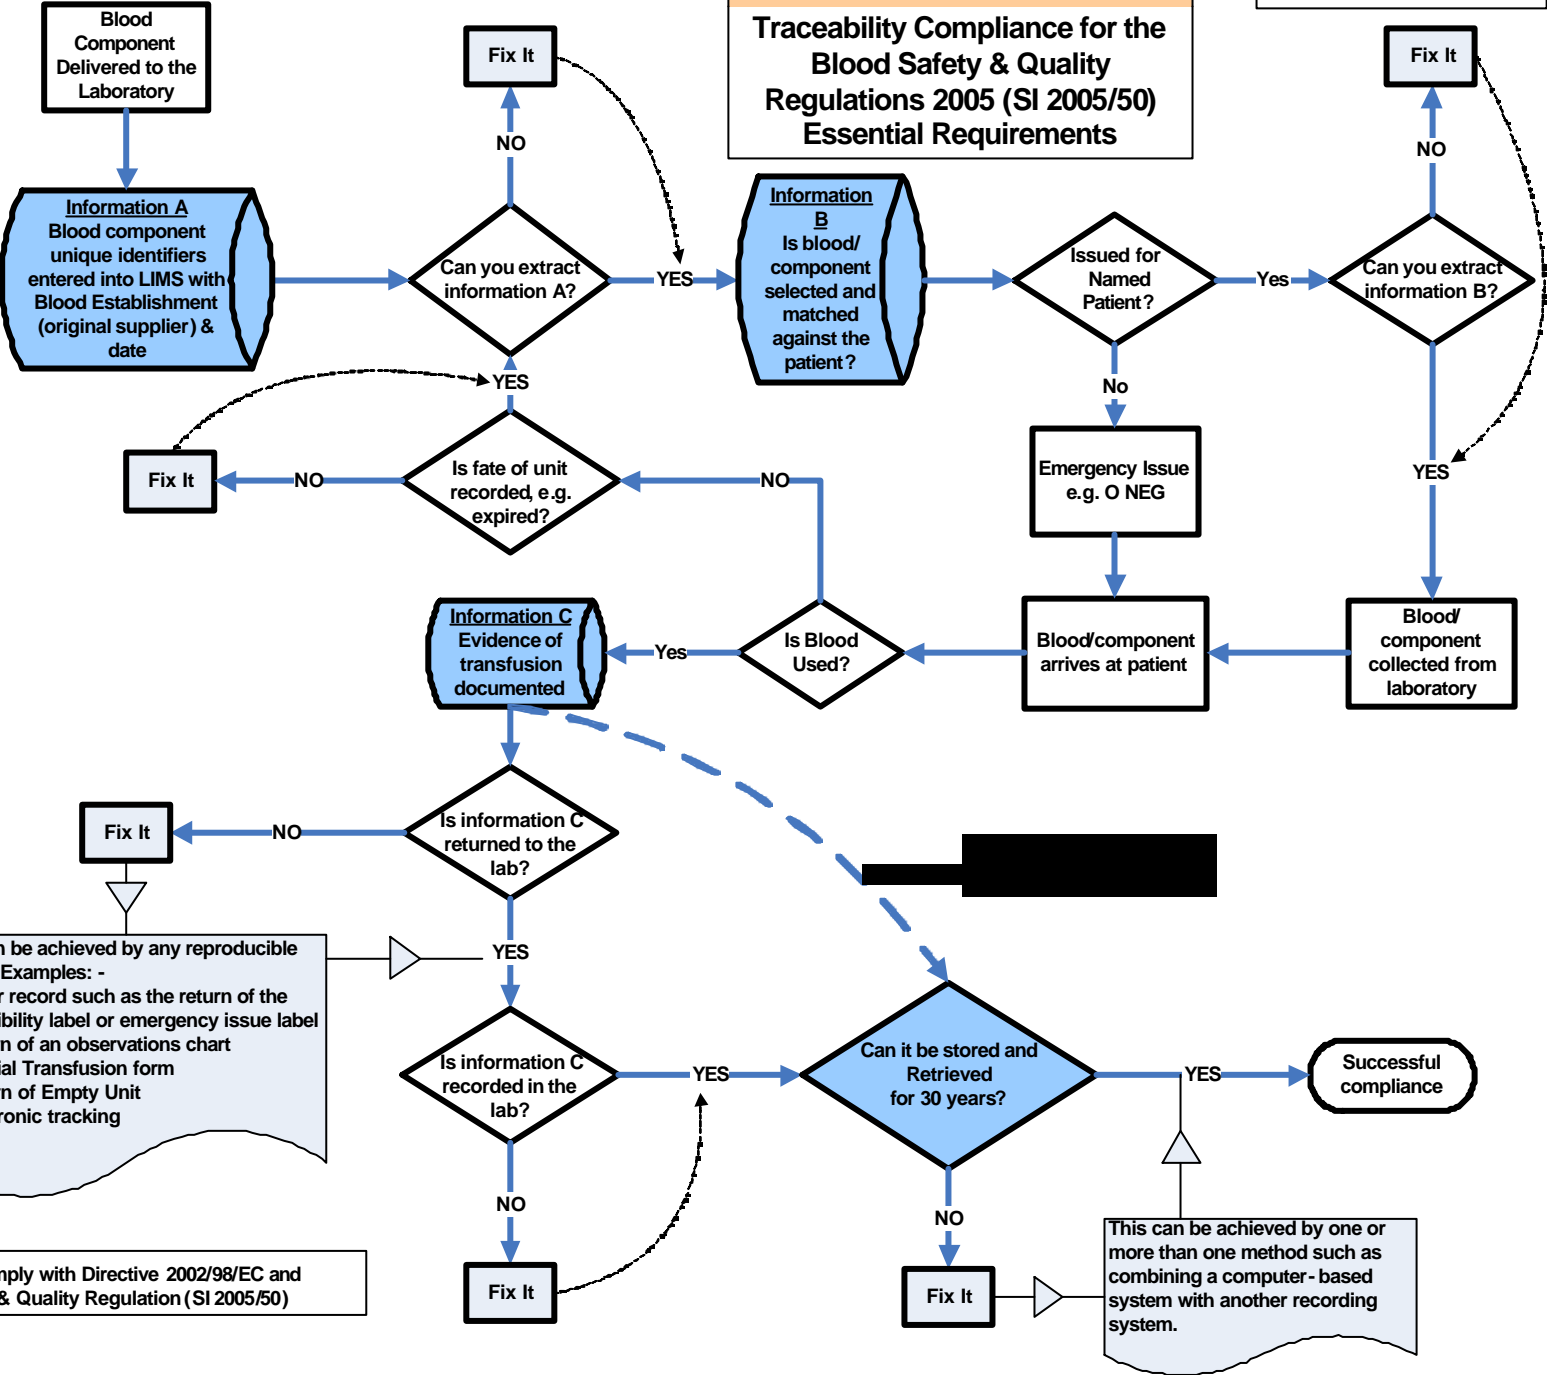 Blood
Component
Delivered to the
Laboratory
Fix It
Traceability Compliance for the
Blood Safety & Quality
Regulations 2005 (SI 2005/50)
Essential Requirements
Fix It
NO
NO
Information A
Blood component
unique identifiers
entered into LIMS with
Blood Establishment
(original supplier) &
date
Can you extract
information A?
YES
Information
B
Is blood/
component
selected and
matched
against the
patient?
Issued for
Named
Patient?
Yes
Can you extract
information B?
YES
No
Fix It
NO
Is fate of unit
recorded, e.g.
expired?
NO
Emergency Issue
e.g. O NEG
YES
Information C
Evidence of
transfusion
documented
Yes
Is Blood
Used?
Blood/component
arrives at patient
Blood/
component
collected from
laboratory
Fix It
NO
Is information C
returned to the
lab?
be achieved by any reproducible
Examples: -
record such as the return of the
label or emergency issue label
of an observations chart
Transfusion form
of Empty Unit
tracking
YES
Is information C
recorded in the
lab?
YES
Can it be stored and
Retrieved
for 30 years?
YES
Successful
compliance
NO
Fix It
NO
Fix It
This can be achieved by one or
more than one method such as
combining a computer-based
system with another recording
system.
with Directive 2002/98/EC and
& Quality Regulation (SI 2005/50)